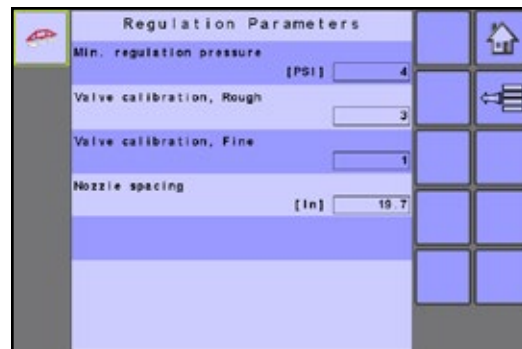 Regulation Parameters
Min. regulation pressure
[PSI] 4
Valve calibration, Rough
3
Valve calibration, Fine
1
Nozzle spacing
[In] 19.7